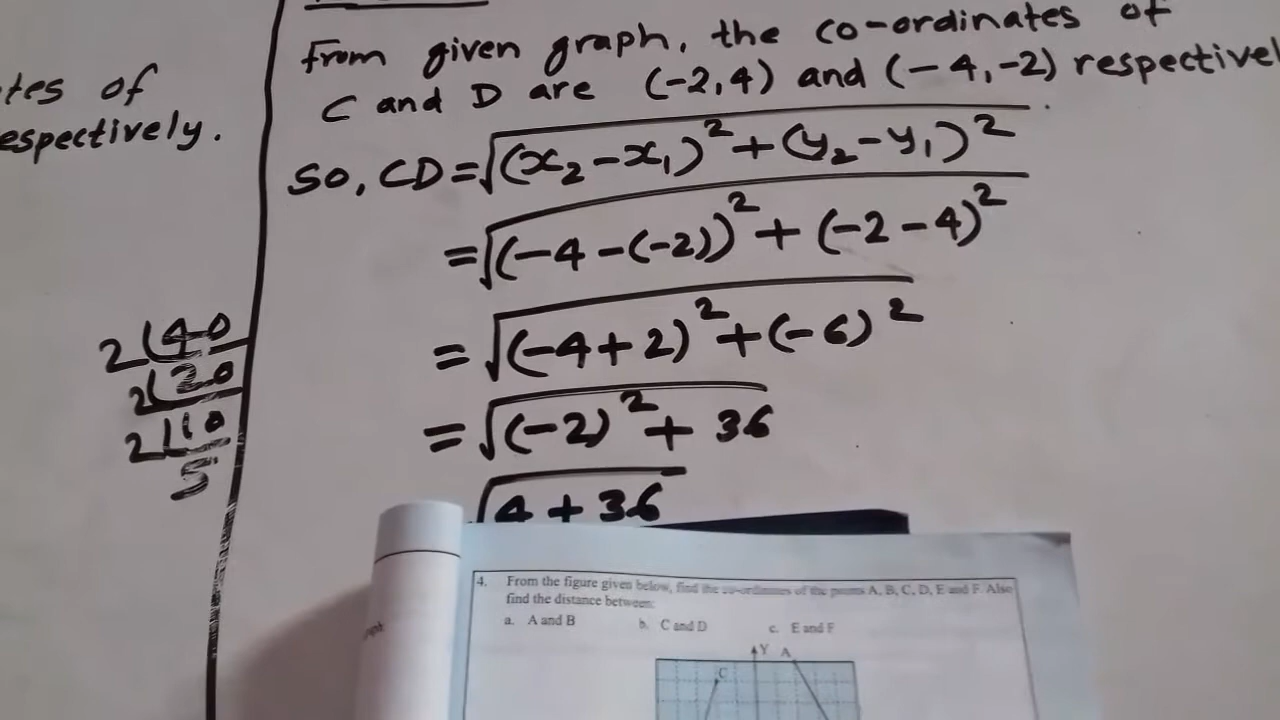 tes of
espectively.
From given graph, the co-ordinates of
C and D are (-2,4) and (-4,-2) respectivel
So, CD=√(x₂-x₁)²+(y₂-y₁)²
=√(-4-(-2))²+(-2-4)²
=√(-4+2)²+(-6)²
=√(-2)²+36
√4+36
2 40
2 20
2 10
5
4. From the figure given below, find the co-ordinates of the points A, B, C, D, E and F. Also
find the distance between:
a. A and B b. C and D c. E and F
Y A
C